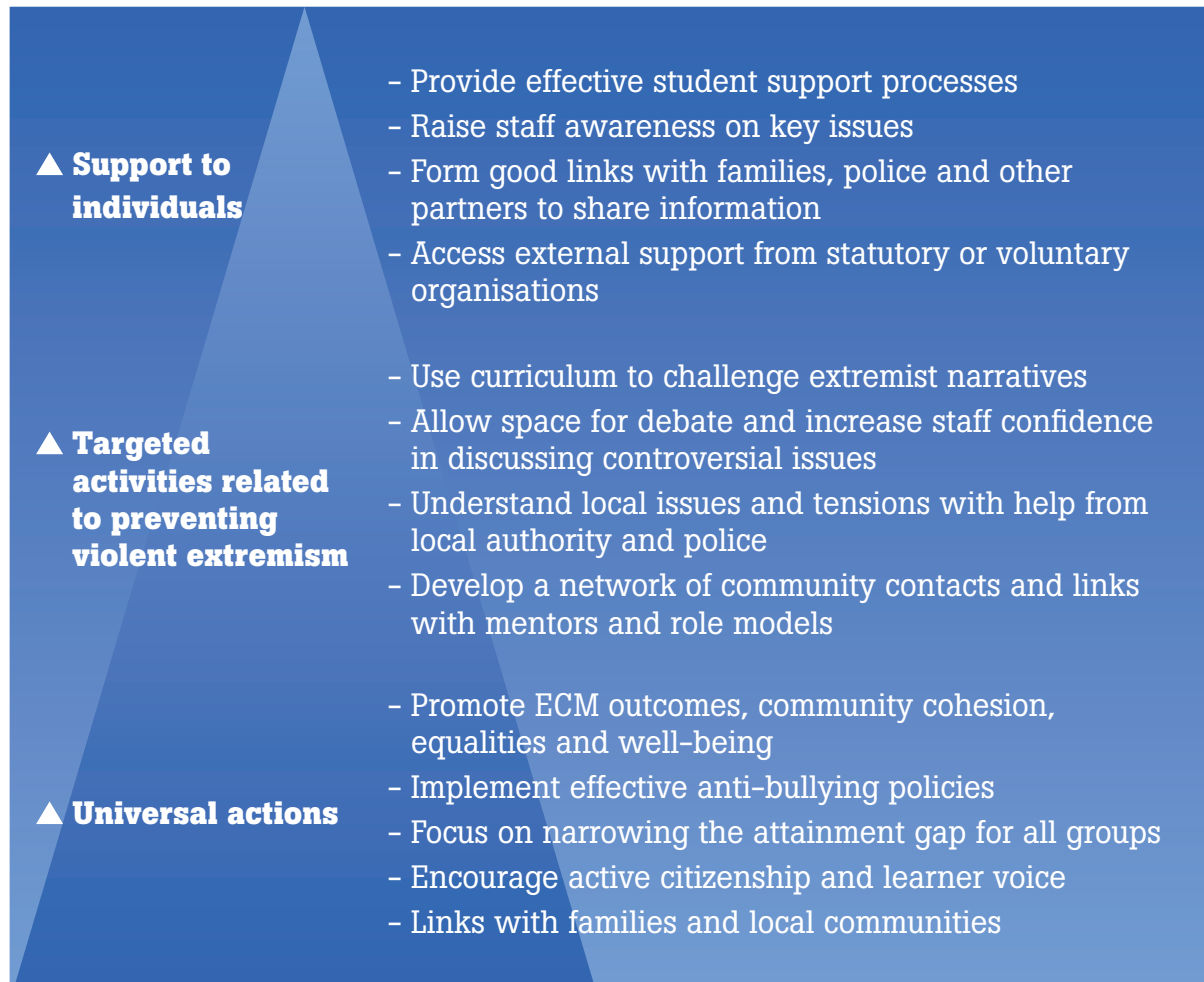 ▲ Support to
individuals
– Provide effective student support processes
– Raise staff awareness on key issues
– Form good links with families, police and other
partners to share information
– Access external support from statutory or voluntary
organisations
▲ Targeted
activities related
to preventing
violent extremism
– Use curriculum to challenge extremist narratives
– Allow space for debate and increase staff confidence
in discussing controversial issues
– Understand local issues and tensions with help from
local authority and police
– Develop a network of community contacts and links
with mentors and role models
▲ Universal actions
– Promote ECM outcomes, community cohesion,
equalities and well-being
– Implement effective anti-bullying policies
– Focus on narrowing the attainment gap for all groups
– Encourage active citizenship and learner voice
– Links with families and local communities